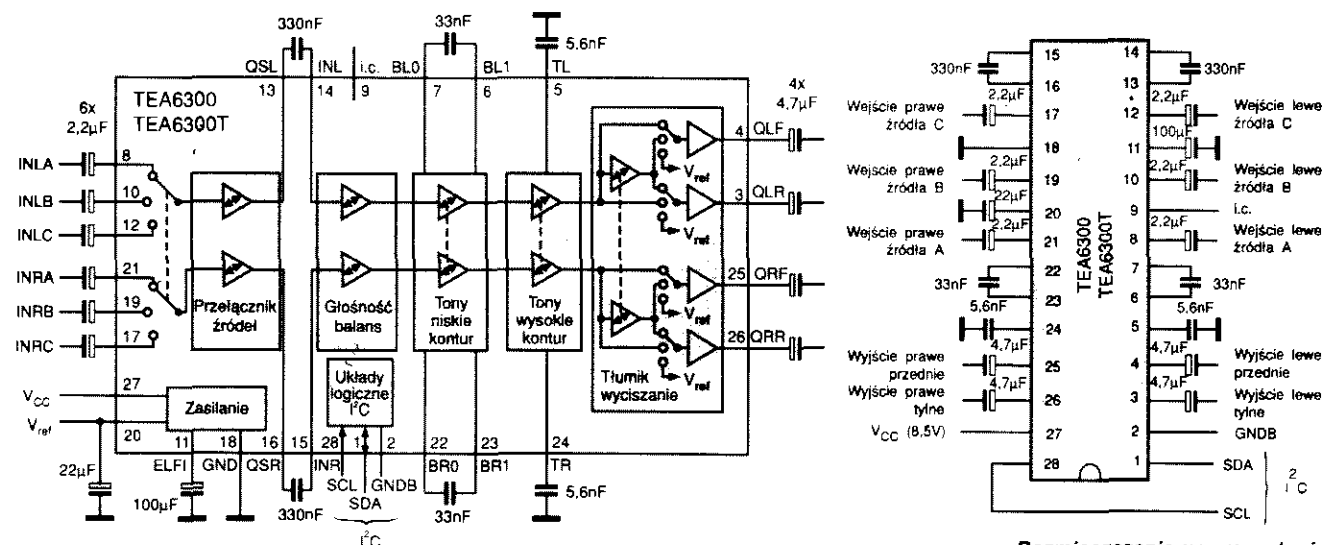 330nF
33nF
5,6nF
QSL
INL
i.c.
BL0
BL1
TL
13
14
9
7
6
5
TEA6300
TEA6300T
6x
2,2µF
4x
4,7µF
INLA
8
INLB
10
INLC
12
INRA
21
INRB
19
INRC
17
Przełącznik
źródeł
Głośność
balans
Tony
niskie
kontur
Tony
wysokie
kontur
Tłumik
wyciszanie
Vref
Vref
Vref
Vref
4
QLF
3
QLR
25
QRF
26
QRR
Układy
logiczne
I²C
VCC
27
Zasilanie
Vref
20
11
18
16
15
28
1
2
22
23
24
ELFI
GND
QSR
INR
BR0
BR1
TR
SCL
SDA
GNDB
I²C
22µF
100µF
330nF
33nF
5,6nF
15
14
330nF
330nF
16
13
2,2µF
2,2µF
Wejście prawe
źródła C
17
12
Wejście lewe
źródła C
100µF
18
11
2,2µF
2,2µF
Wejście prawe
źródła B
19
10
Wejście lewe
źródła B
22µF
20
9
i.c.
2,2µF
2,2µF
Wejście prawe
źródła A
21
8
Wejście lewe
źródła A
22
7
33nF
33nF
23
6
5,6nF
5,6nF
24
5
4,7µF
4,7µF
Wyjście prawe
przednie
25
4
Wyjście lewe
przednie
4,7µF
4,7µF
Wyjście prawe
tylne
26
3
Wyjście lewe
tylne
VCC (8,5V)
27
2
GNDB
28
1
SDA
SCL
I²C
TEA6300
TEA6300T